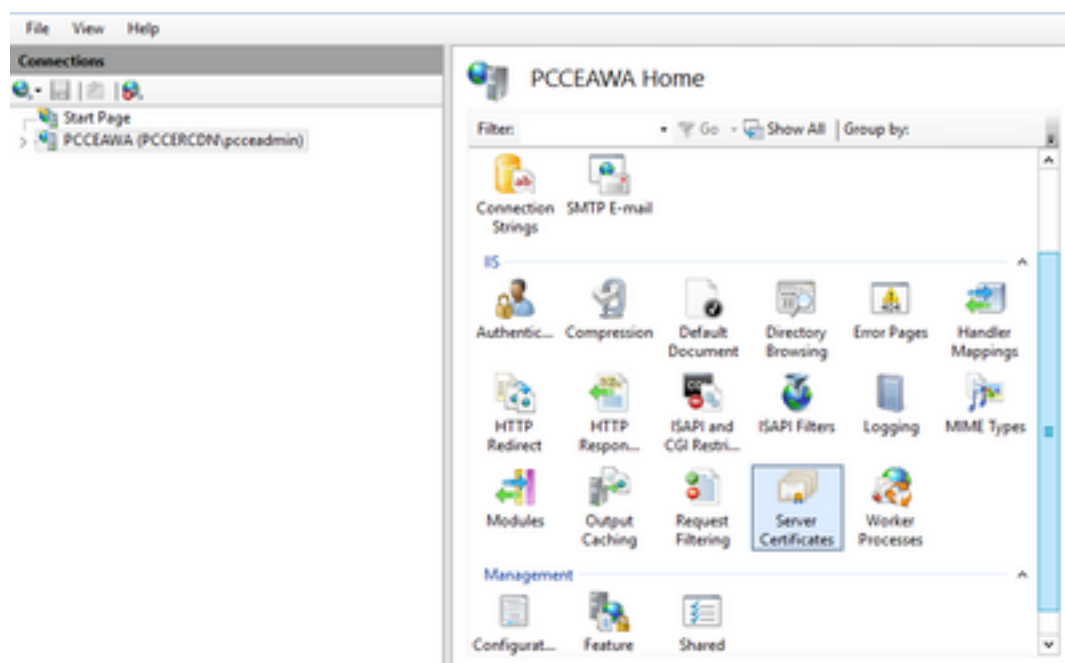 File View Help
Connections
Start Page
PCCEAWA (PCCERCDN\pcceadmin)
PCCEAWA Home
Filter: Go Show All Group by:
Connection Strings
SMTP E-mail
IIS
Authentic...
Compression
Default Document
Directory Browsing
Error Pages
Handler Mappings
HTTP Redirect
HTTP Respon...
ISAPI and CGI Restri...
ISAPI Filters
Logging
MIME Types
Modules
Output Caching
Request Filtering
Server Certificates
Worker Processes
Management
Configurat...
Feature
Shared